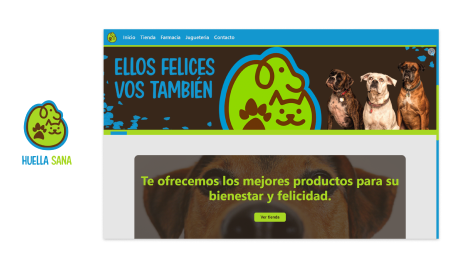 Inicio Tienda Farmacia Jugueteria Contacto
ELLOS FELICES
VOS TAMBIÉN
HUELLA SANA
Te ofrecemos los mejores productos para su
bienestar y felicidad.
Ver tienda